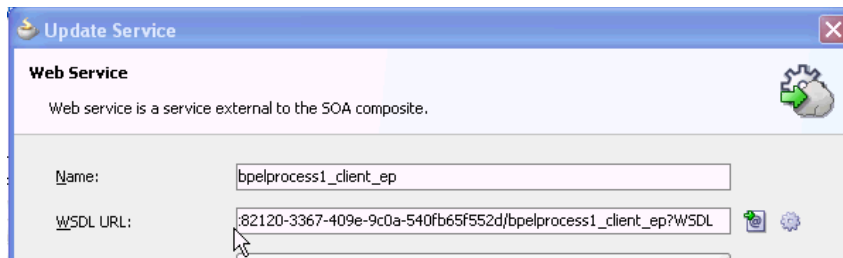 Update Service
Web Service
Web service is a service external to the SOA composite.
Name: bpelprocess1_client_ep
WSDL URL: :82120-3367-409e-9c0a-540fb65f552d/bpelprocess1_client_ep?WSDL